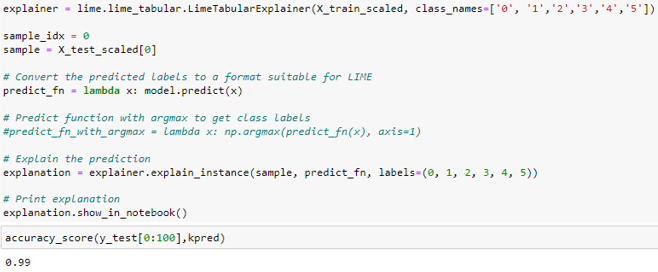 explainer = lime.lime_tabular.LimeTabularExplainer(X_train_scaled, class_names=['0', '1','2','3','4','5'])
sample_idx = 0
sample = X_test_scaled[0]
# Convert the predicted labels to a format suitable for LIME
predict_fn = lambda x: model.predict(x)
# Predict function with argmax to get class labels
#predict_fn_with_argmax = lambda x: np.argmax(predict_fn(x), axis=1)
# Explain the prediction
explanation = explainer.explain_instance(sample, predict_fn, labels=(0, 1, 2, 3, 4, 5))
# Print explanation
explanation.show_in_notebook()
accuracy_score(y_test[0:100],kpred)
0.99